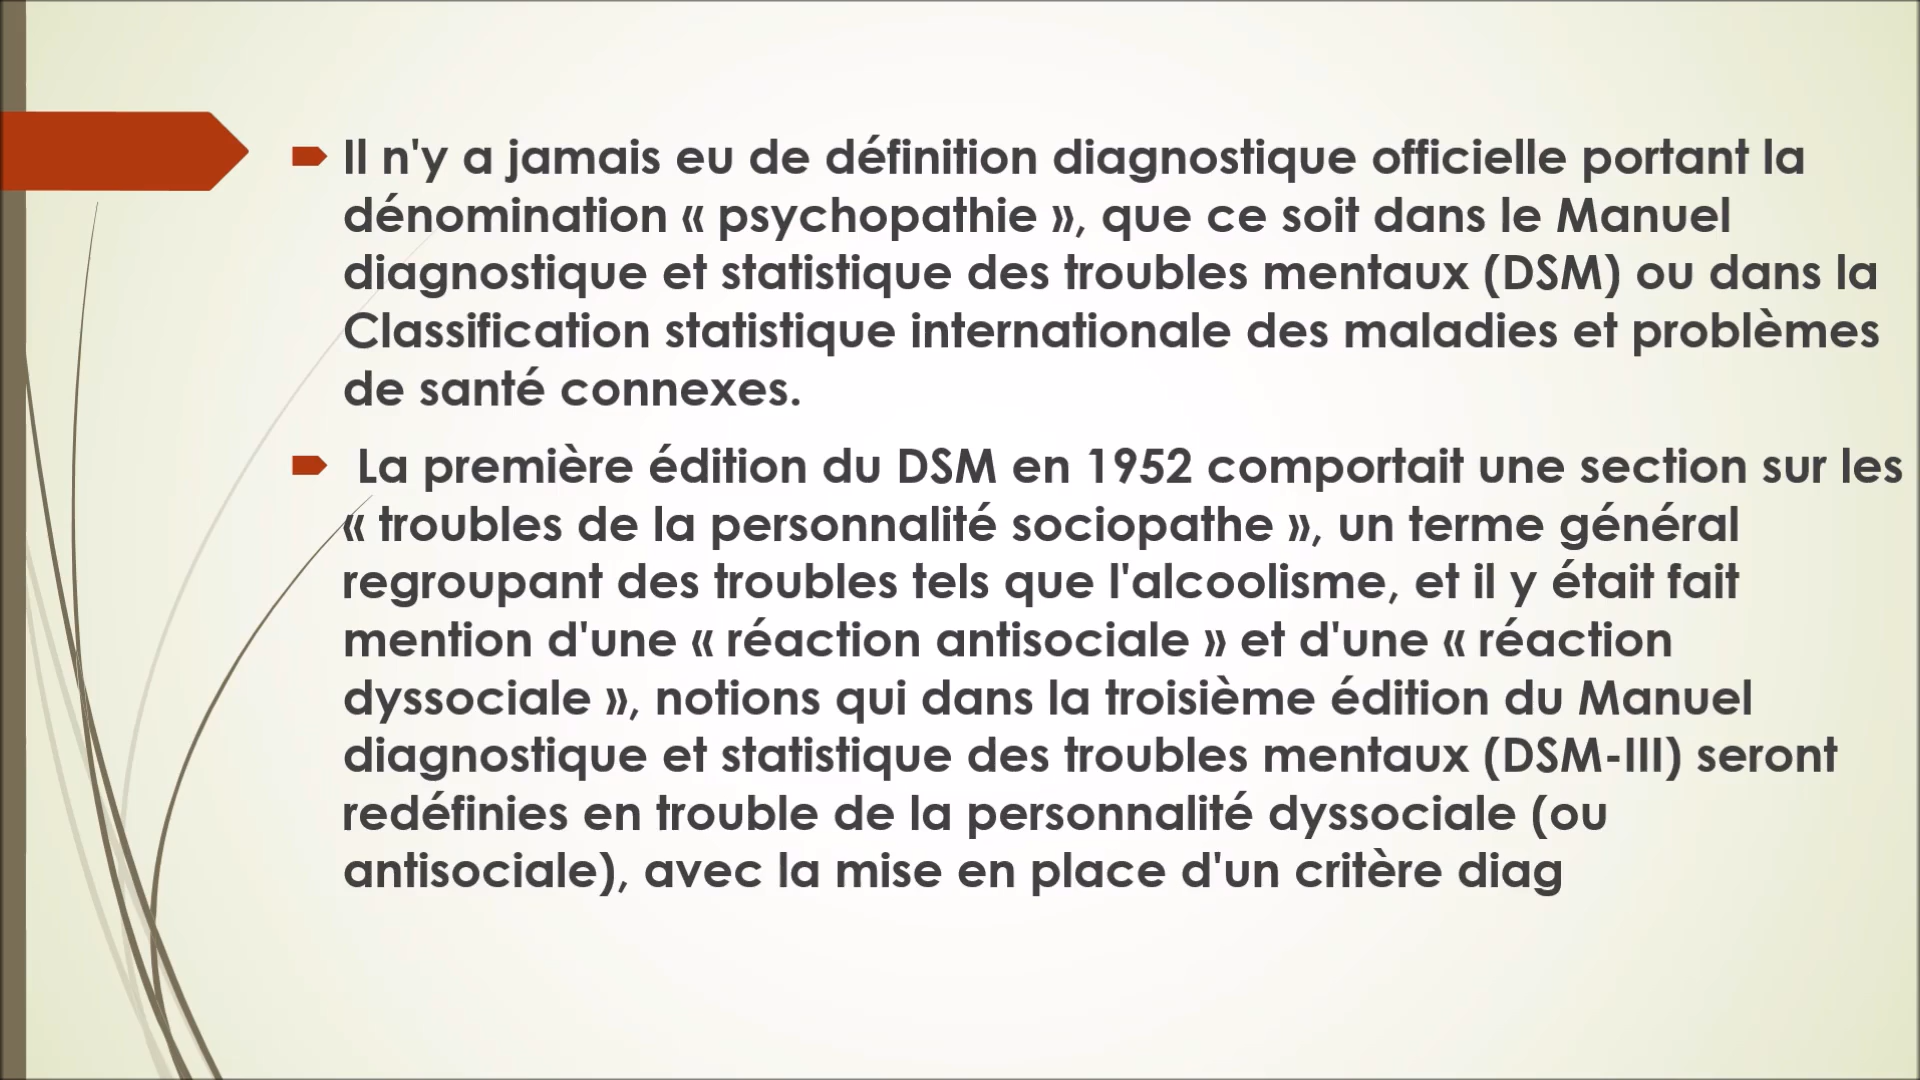 Il n'y a jamais eu de définition diagnostique officielle portant la
dénomination « psychopathie », que ce soit dans le Manuel
diagnostique et statistique des troubles mentaux (DSM) ou dans la
Classification statistique internationale des maladies et problèmes
de santé connexes.
La première édition du DSM en 1952 comportait une section sur les
« troubles de la personnalité sociopathe », un terme général
regroupant des troubles tels que l'alcoolisme, et il y était fait
mention d'une « réaction antisociale » et d'une « réaction
dyssociale », notions qui dans la troisième édition du Manuel
diagnostique et statistique des troubles mentaux (DSM-III) seront
redéfinies en trouble de la personnalité dyssociale (ou
antisociale), avec la mise en place d'un critère diag